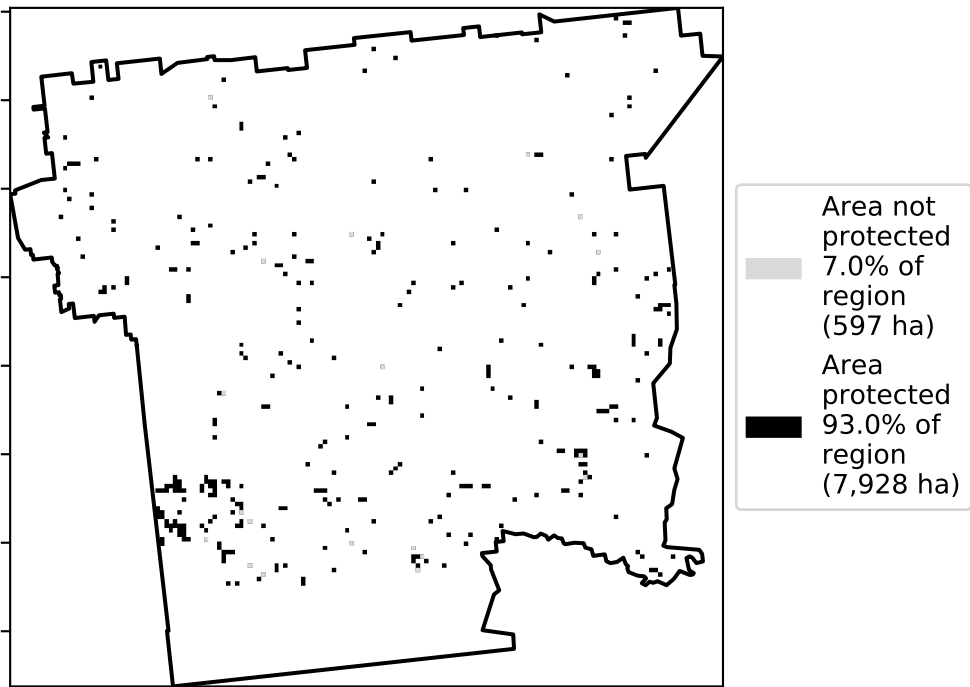 Area not
protected
7.0% of
region
(597 ha)
Area
protected
93.0% of
region
(7,928 ha)